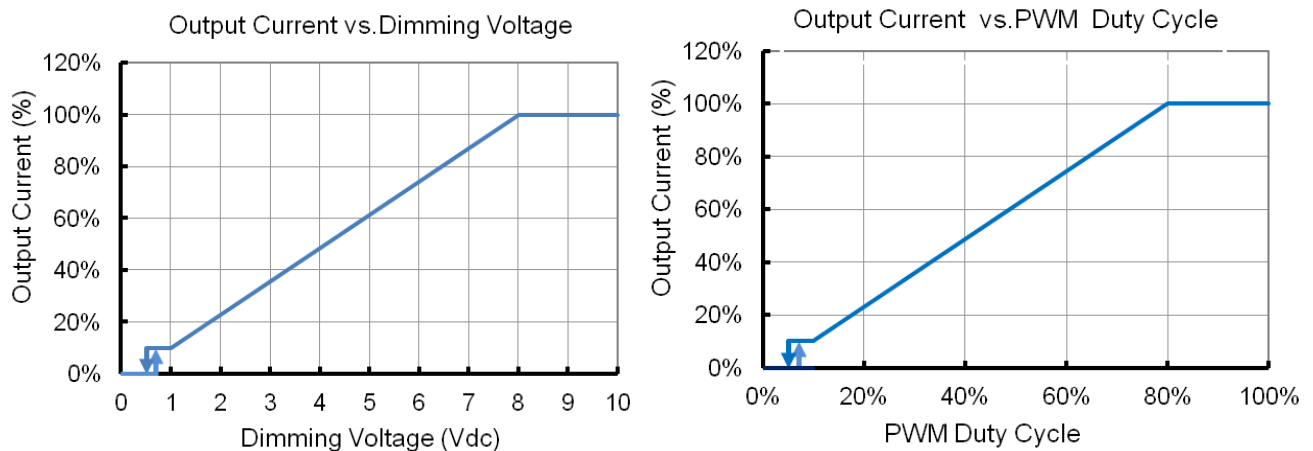 Output Current vs.Dimming Voltage
120%
100%
80%
60%
40%
20%
0%
Output Current (%)
0 1 2 3 4 5 6 7 8 9 10
Dimming Voltage (Vdc)
Output Current vs.PWM Duty Cycle
120%
100%
80%
60%
40%
20%
0%
Output Current (%)
0% 20% 40% 60% 80% 100%
PWM Duty Cycle